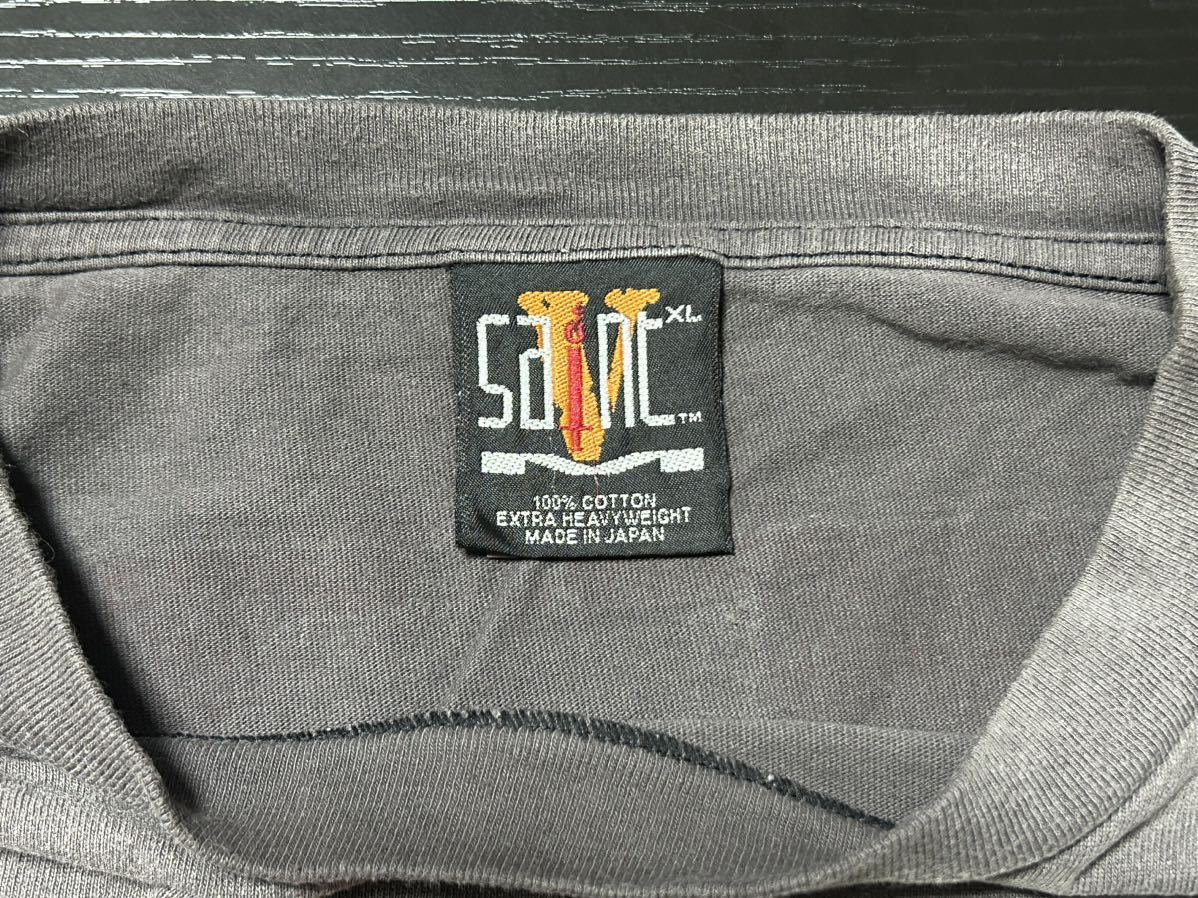 V
saint XL
TM
100% COTTON
EXTRA HEAVYWEIGHT
MADE IN JAPAN